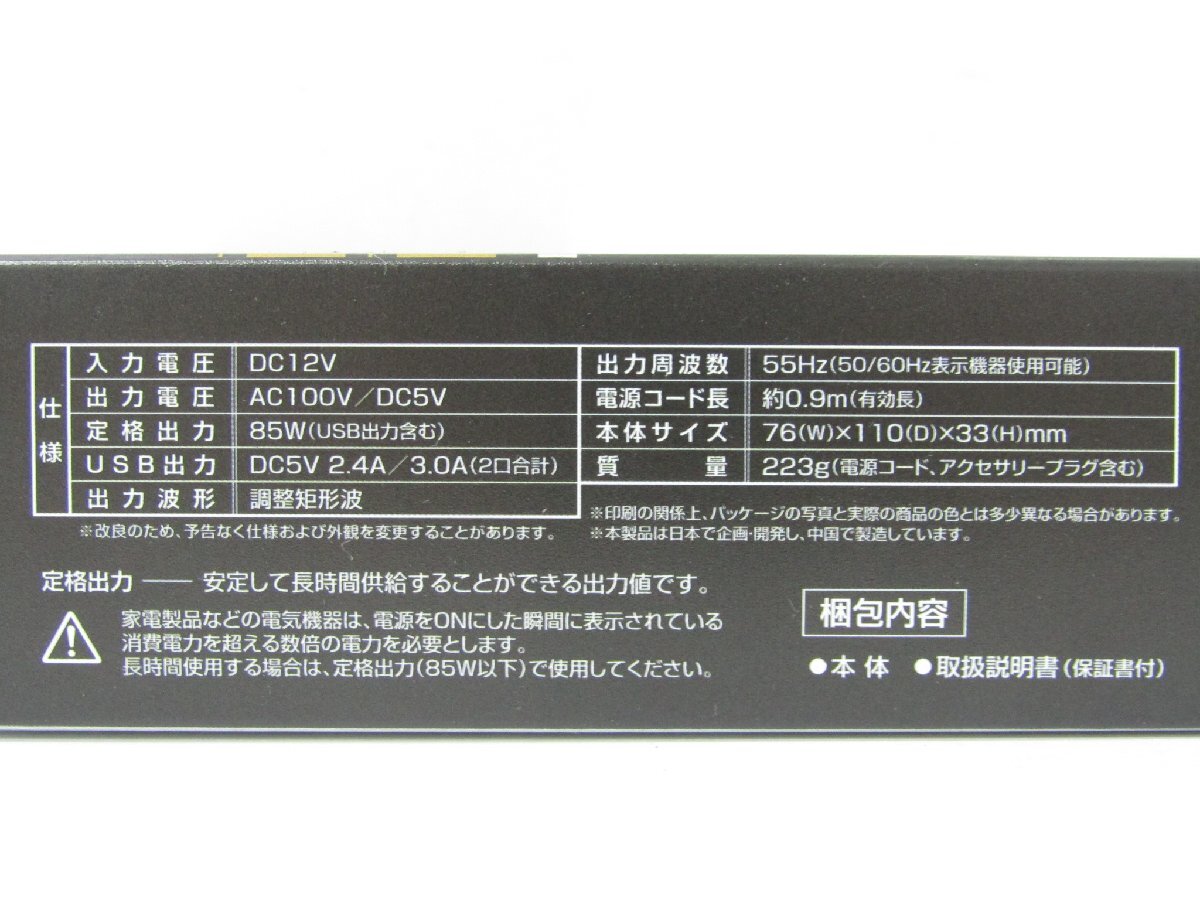 仕様
入力電圧 DC12V
出力電圧 AC100V/DC5V
定格出力 85W(USB出力含む)
USB出力 DC5V 2.4A/3.0A(2口合計)
出力波形 調整矩形波
※改良のため、予告なく仕様および外観を変更することがあります。
出力周波数 55Hz(50/60Hz表示機器使用可能)
電源コード長 約0.9m(有効長)
本体サイズ 76(W)×110(D)×33(H)mm
質量 223g(電源コード、アクセサリープラグ含む)
※印刷の関係上、パッケージの写真と実際の商品の色とは多少異なる場合があります。
※本製品は日本で企画・開発し、中国で製造しています。
定格出力 ── 安定して長時間供給することができる出力値です。
家電製品などの電気機器は、電源をONにした瞬間に表示されている
消費電力を超える数倍の電力を必要とします。
長時間使用する場合は、定格出力(85W以下)で使用してください。
梱包内容
●本体 ●取扱説明書(保証書付)